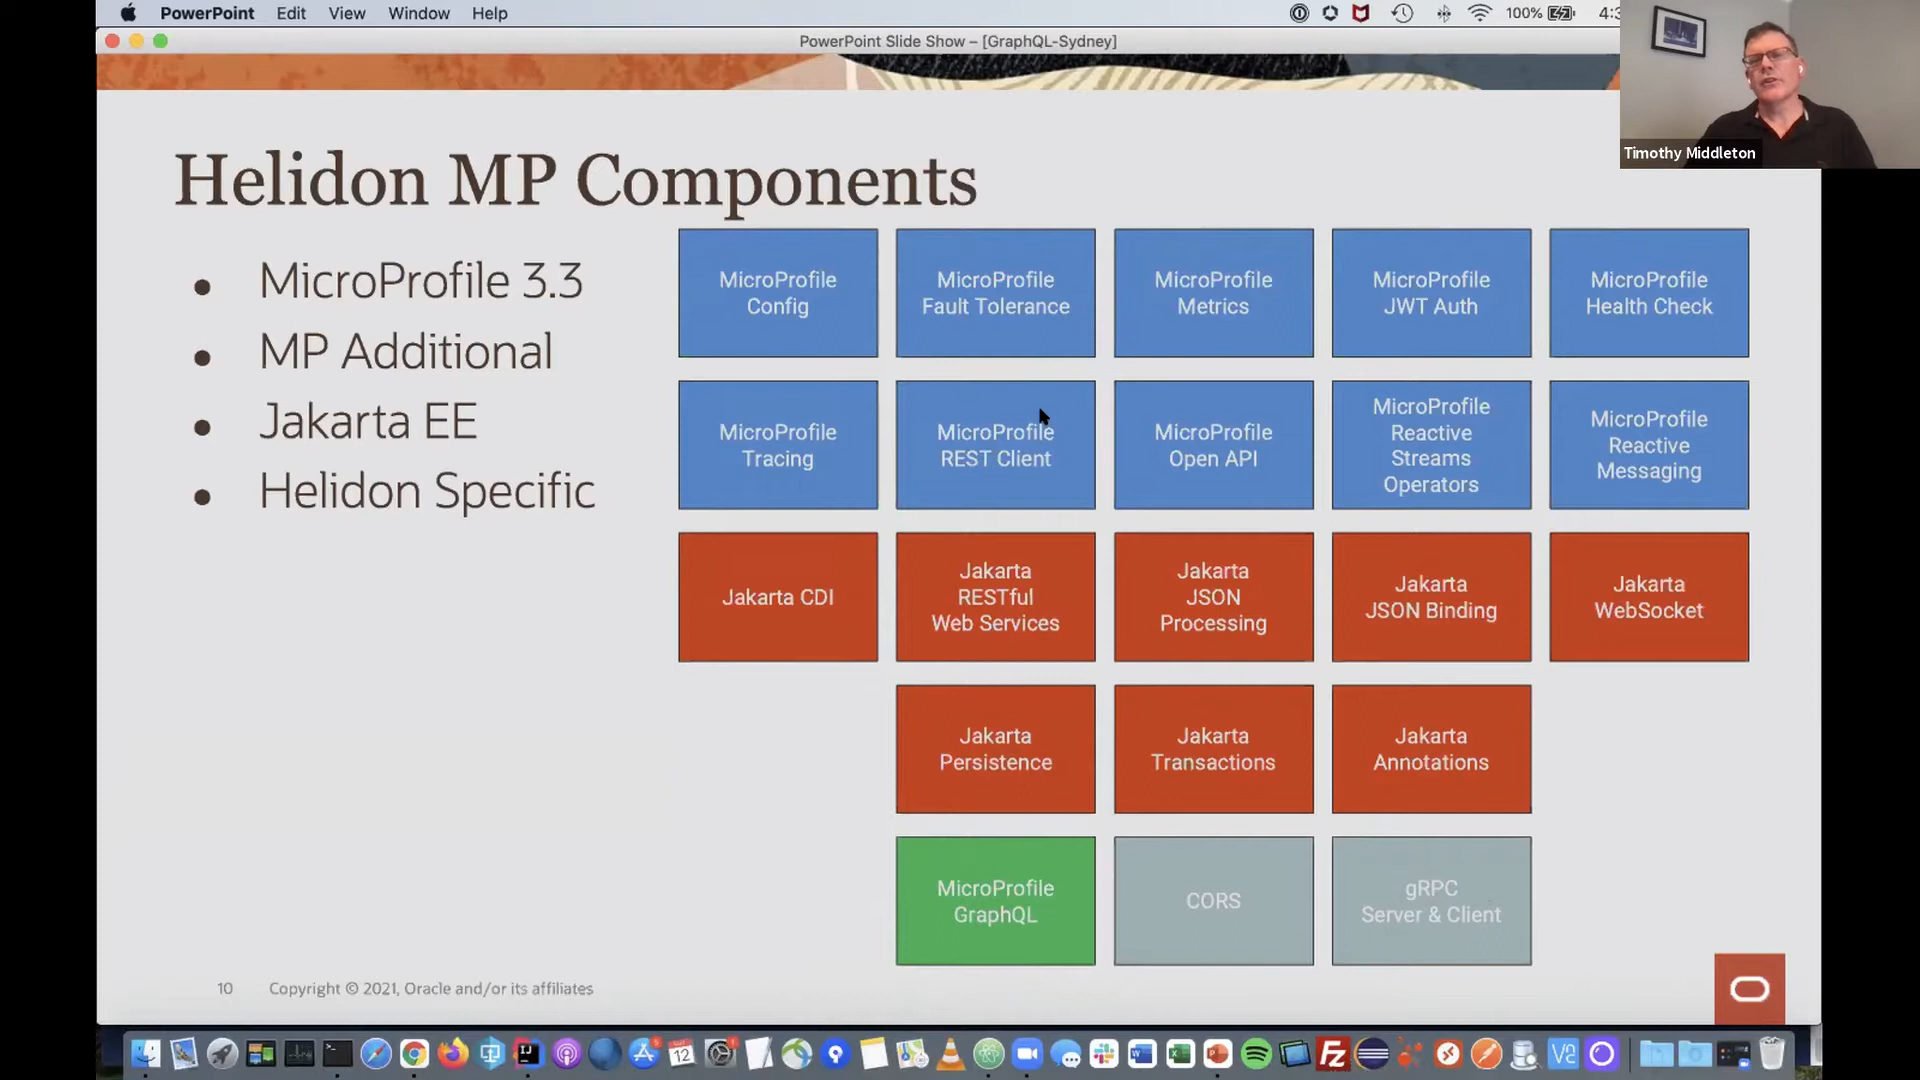 PowerPoint Edit View Window Help 100%
PowerPoint Slide Show – [GraphQL-Sydney]
Timothy Middleton
Helidon MP Components
• MicroProfile 3.3
• MP Additional
• Jakarta EE
• Helidon Specific
MicroProfile
Config
MicroProfile
Fault Tolerance
MicroProfile
Metrics
MicroProfile
JWT Auth
MicroProfile
Health Check
MicroProfile
Tracing
MicroProfile
REST Client
MicroProfile
Open API
MicroProfile
Reactive
Streams
Operators
MicroProfile
Reactive
Messaging
Jakarta CDI
Jakarta
RESTful
Web Services
Jakarta
JSON
Processing
Jakarta
JSON Binding
Jakarta
WebSocket
Jakarta
Persistence
Jakarta
Transactions
Jakarta
Annotations
MicroProfile
GraphQL
CORS
gRPC
Server & Client
10 Copyright © 2021, Oracle and/or its affiliates